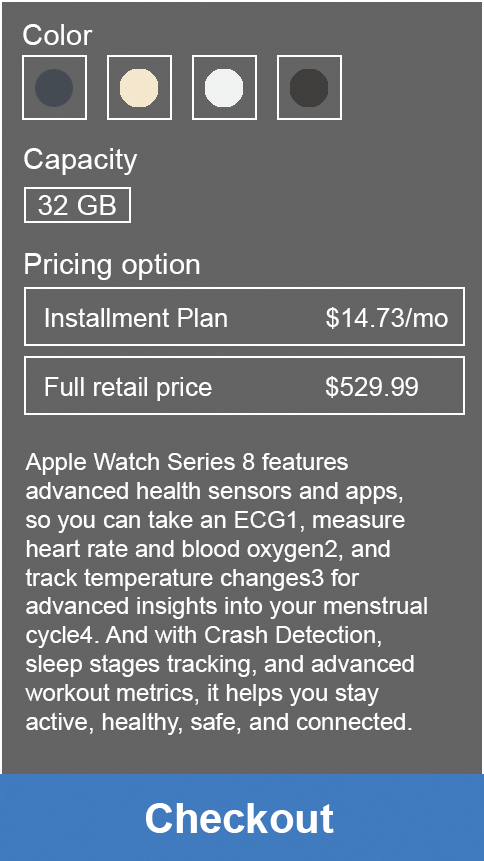 Color
Capacity
32 GB
Pricing option
Installment Plan $14.73/mo
Full retail price $529.99
Apple Watch Series 8 features
advanced health sensors and apps,
so you can take an ECG1, measure
heart rate and blood oxygen2, and
track temperature changes3 for
advanced insights into your menstrual
cycle4. And with Crash Detection,
sleep stages tracking, and advanced
workout metrics, it helps you stay
active, healthy, safe, and connected.
Checkout